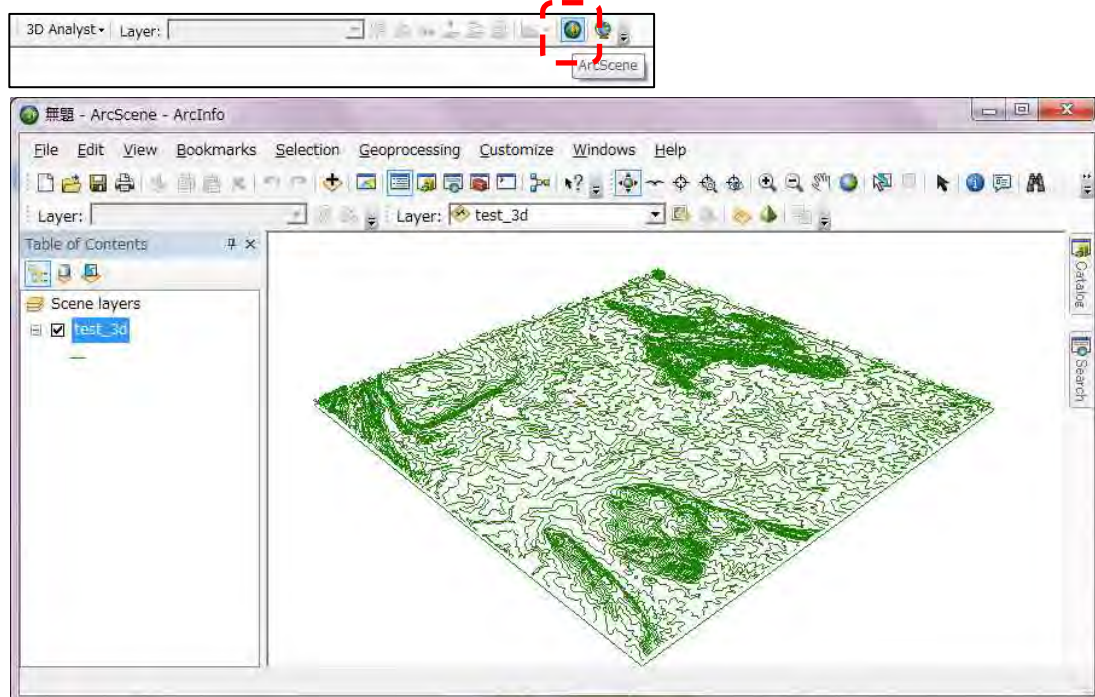 3D Analyst Layer:
ArcScene
無題 - ArcScene - ArcInfo
File Edit View Bookmarks Selection Geoprocessing Customize Windows Help
Layer: Layer: test_3d
Table of Contents
Scene layers
test_3d
Catalog
Search